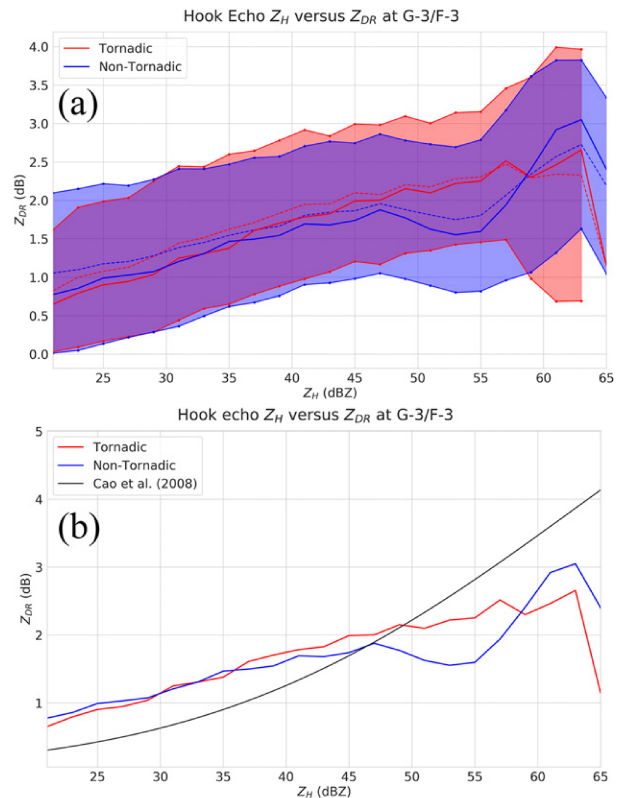 Hook Echo Z_H versus Z_DR at G-3/F-3
4.0
3.5
3.0
2.5
2.0
1.5
1.0
0.5
0.0
Z_DR (dB)
Tornadic
Non-Tornadic
(a)
25 30 35 40 45 50 55 60 65
Z_H (dBZ)
Hook echo Z_H versus Z_DR at G-3/F-3
5
4
3
2
1
Z_DR (dB)
Tornadic
Non-Tornadic
Cao et al. (2008)
(b)
25 30 35 40 45 50 55 60 65
Z_H (dBZ)